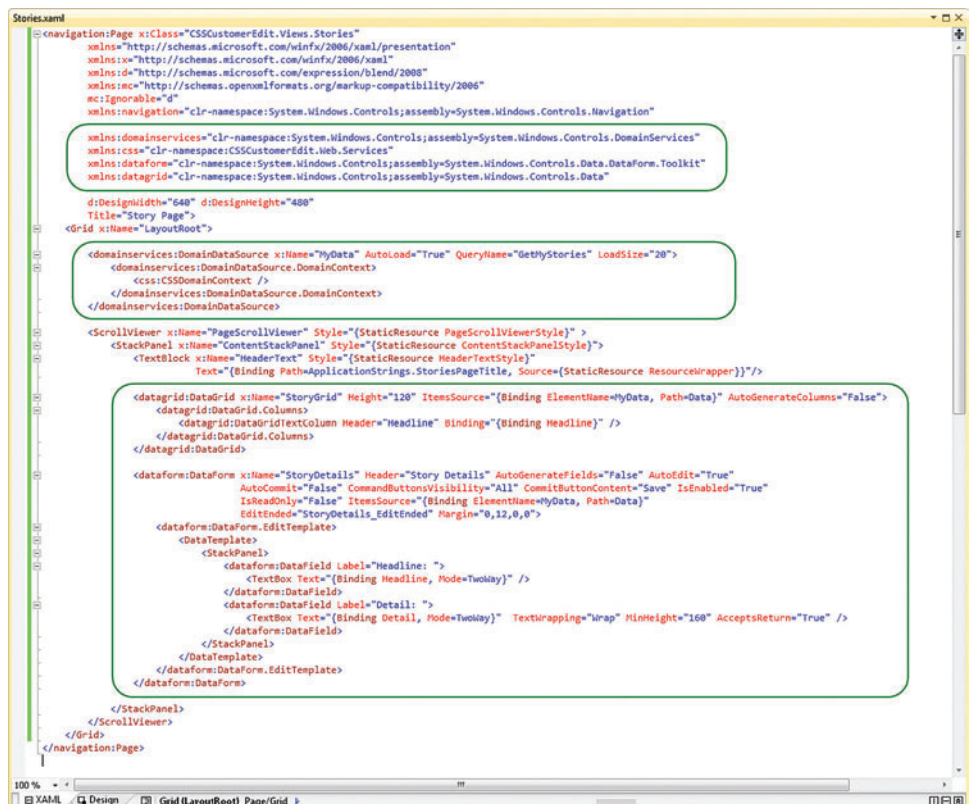 Stories.xaml
<navigation:Page x:Class="CSSCustomerEdit.Views.Stories"
xmlns="http://schemas.microsoft.com/winfx/2006/xaml/presentation"
xmlns:x="http://schemas.microsoft.com/winfx/2006/xaml"
xmlns:d="http://schemas.microsoft.com/expression/blend/2008"
xmlns:mc="http://schemas.openxmlformats.org/markup-compatibility/2006"
mc:Ignorable="d"
xmlns:navigation="clr-namespace:System.Windows.Controls;assembly=System.Windows.Controls.Navigation"
xmlns:domainservices="clr-namespace:System.Windows.Controls;assembly=System.Windows.Controls.DomainServices"
xmlns:css="clr-namespace:CSSCustomerEdit.Web.Services"
xmlns:dataform="clr-namespace:System.Windows.Controls;assembly=System.Windows.Controls.Data.DataForm.Toolkit"
xmlns:datagrid="clr-namespace:System.Windows.Controls;assembly=System.Windows.Controls.Data"
d:DesignWidth="640" d:DesignHeight="480"
Title="Story Page">
<Grid x:Name="LayoutRoot">
<domainservices:DomainDataSource x:Name="MyData" AutoLoad="True" QueryName="GetMyStories" LoadSize="20">
<domainservices:DomainDataSource.DomainContext>
<css:CSSDomainContext />
</domainservices:DomainDataSource.DomainContext>
</domainservices:DomainDataSource>
<ScrollViewer x:Name="PageScrollViewer" Style="{StaticResource PageScrollViewerStyle}" >
<StackPanel x:Name="ContentStackPanel" Style="{StaticResource ContentStackPanelStyle}">
<TextBlock x:Name="HeaderText" Style="{StaticResource HeaderTextStyle}"
Text="{Binding Path=ApplicationStrings.StoriesPageTitle, Source={StaticResource ResourceWrapper}}"/>
<datagrid:DataGrid x:Name="StoryGrid" Height="120" ItemsSource="{Binding ElementName=MyData, Path=Data}" AutoGenerateColumns="False">
<datagrid:DataGrid.Columns>
<datagrid:DataGridTextColumn Header="Headline" Binding="{Binding Headline}" />
</datagrid:DataGrid.Columns>
</datagrid:DataGrid>
<dataform:DataForm x:Name="StoryDetails" Header="Story Details" AutoGenerateFields="False" AutoEdit="True"
AutoCommit="False" CommandButtonsVisibility="All" CommitButtonContent="Save" IsEnabled="True"
IsReadOnly="False" ItemsSource="{Binding ElementName=MyData, Path=Data}"
EditEnded="StoryDetails_EditEnded" Margin="0,12,0,0">
<dataform:DataForm.EditTemplate>
<DataTemplate>
<StackPanel>
<dataform:DataField Label="Headline: ">
<TextBox Text="{Binding Headline, Mode=TwoWay}" />
</dataform:DataField>
<dataform:DataField Label="Detail: ">
<TextBox Text="{Binding Detail, Mode=TwoWay}" TextWrapping="Wrap" MinHeight="160" AcceptsReturn="True" />
</dataform:DataField>
</StackPanel>
</DataTemplate>
</dataform:DataForm.EditTemplate>
</dataform:DataForm>
</StackPanel>
</ScrollViewer>
</Grid>
</navigation:Page>
100 %
XAML Design Grid (LayoutRoot) Page/Grid